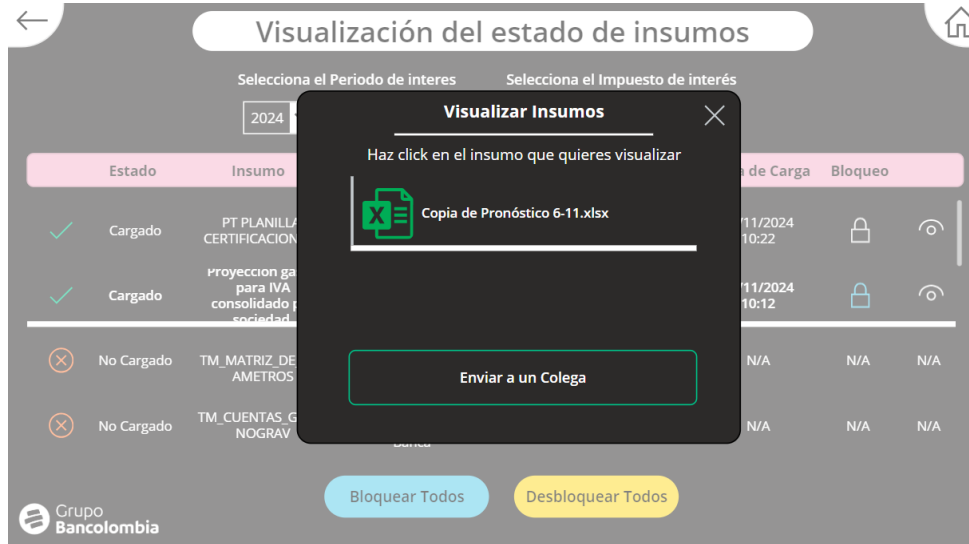 Visualización del estado de insumos
Selecciona el Periodo de interes
Selecciona el Impuesto de interés
2024
Visualizar Insumos
Haz click en el insumo que quieres visualizar
Copia de Pronóstico 6-11.xlsx
Enviar a un Colega
Estado
Insumo
de Carga
Bloqueo
Cargado
PT PLANILLA
CERTIFICACION
/11/2024
10:22
Cargado
Proyección
para IVA
consolidado
sociedad
/11/2024
10:12
No Cargado
TM_MATRIZ_DE_
AMETROS
N/A
N/A
N/A
No Cargado
TM_CUENTAS_G
NOGRAV
N/A
N/A
N/A
Bloquear Todos
Desbloquear Todos
Grupo
Bancolombia